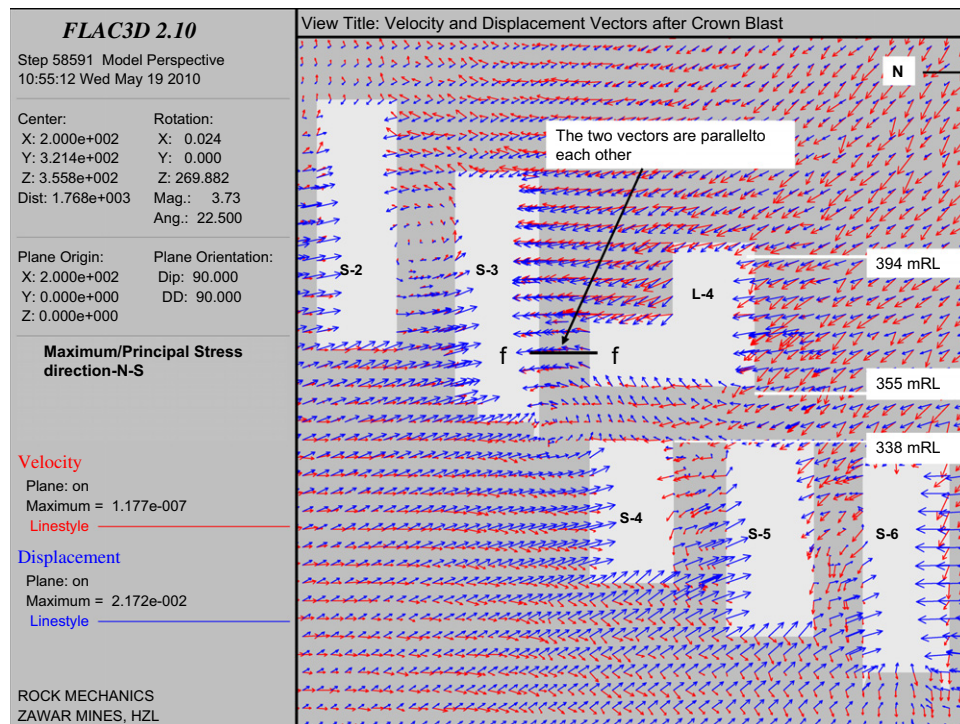 FLAC3D 2.10
Step 58591 Model Perspective
10:55:12 Wed May 19 2010
Center:
X: 2.000e+002
Y: 3.214e+002
Z: 3.558e+002
Dist: 1.768e+003
Rotation:
X: 0.024
Y: 0.000
Z: 269.882
Mag.: 3.73
Ang.: 22.500
Plane Origin:
X: 2.000e+002
Y: 0.000e+000
Z: 0.000e+000
Plane Orientation:
Dip: 90.000
DD: 90.000
Maximum/Principal Stress
direction-N-S
Velocity
Plane: on
Maximum = 1.177e-007
Linestyle
Displacement
Plane: on
Maximum = 2.172e-002
Linestyle
ROCK MECHANICS
ZAWAR MINES, HZL
View Title: Velocity and Displacement Vectors after Crown Blast
N
The two vectors are parallelto
each other
394 mRL
S-2
S-3
L-4
f f
355 mRL
338 mRL
S-4
S-5
S-6